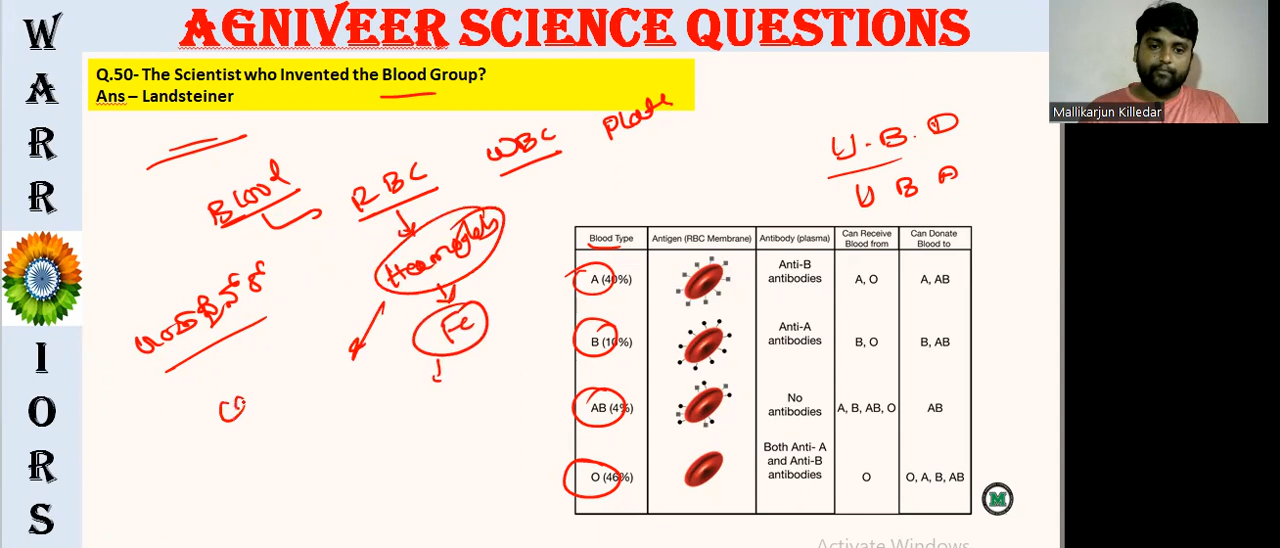 AGNIVEER SCIENCE QUESTIONS
WARR
IORS
Q.50- The Scientist who Invented the Blood Group?
Ans – Landsteiner
Mallikarjun Killedar
Blood
RBC
WBC
Plate
Fe
U.B.D
U B A
Blood Type Antigen (RBC Membrane) Antibody (plasma) Can Receive Blood from Can Donate Blood to
A (40%) Anti-B antibodies A, O A, AB
B (10%) Anti-A antibodies B, O B, AB
AB (4%) No antibodies A, B, AB, O AB
O (46%) Both Anti- A and Anti-B antibodies O O, A, B, AB
M
Activate Windows